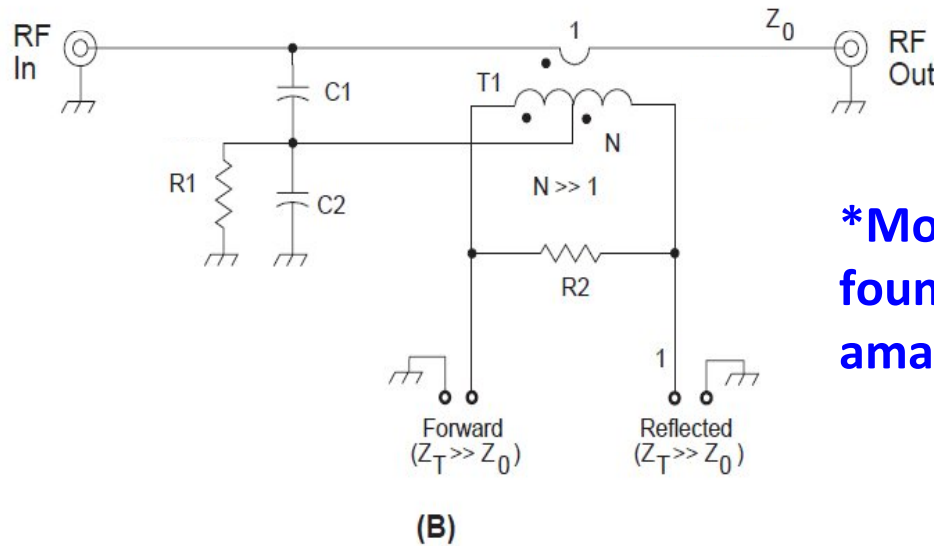 RF
In
1
Z0
RF
Out
C1
T1
N
R1
C2
N >> 1
R2
*Mo
foun
ama
1
Forward
(ZT >> Z0)
Reflected
(ZT >> Z0)
(B)